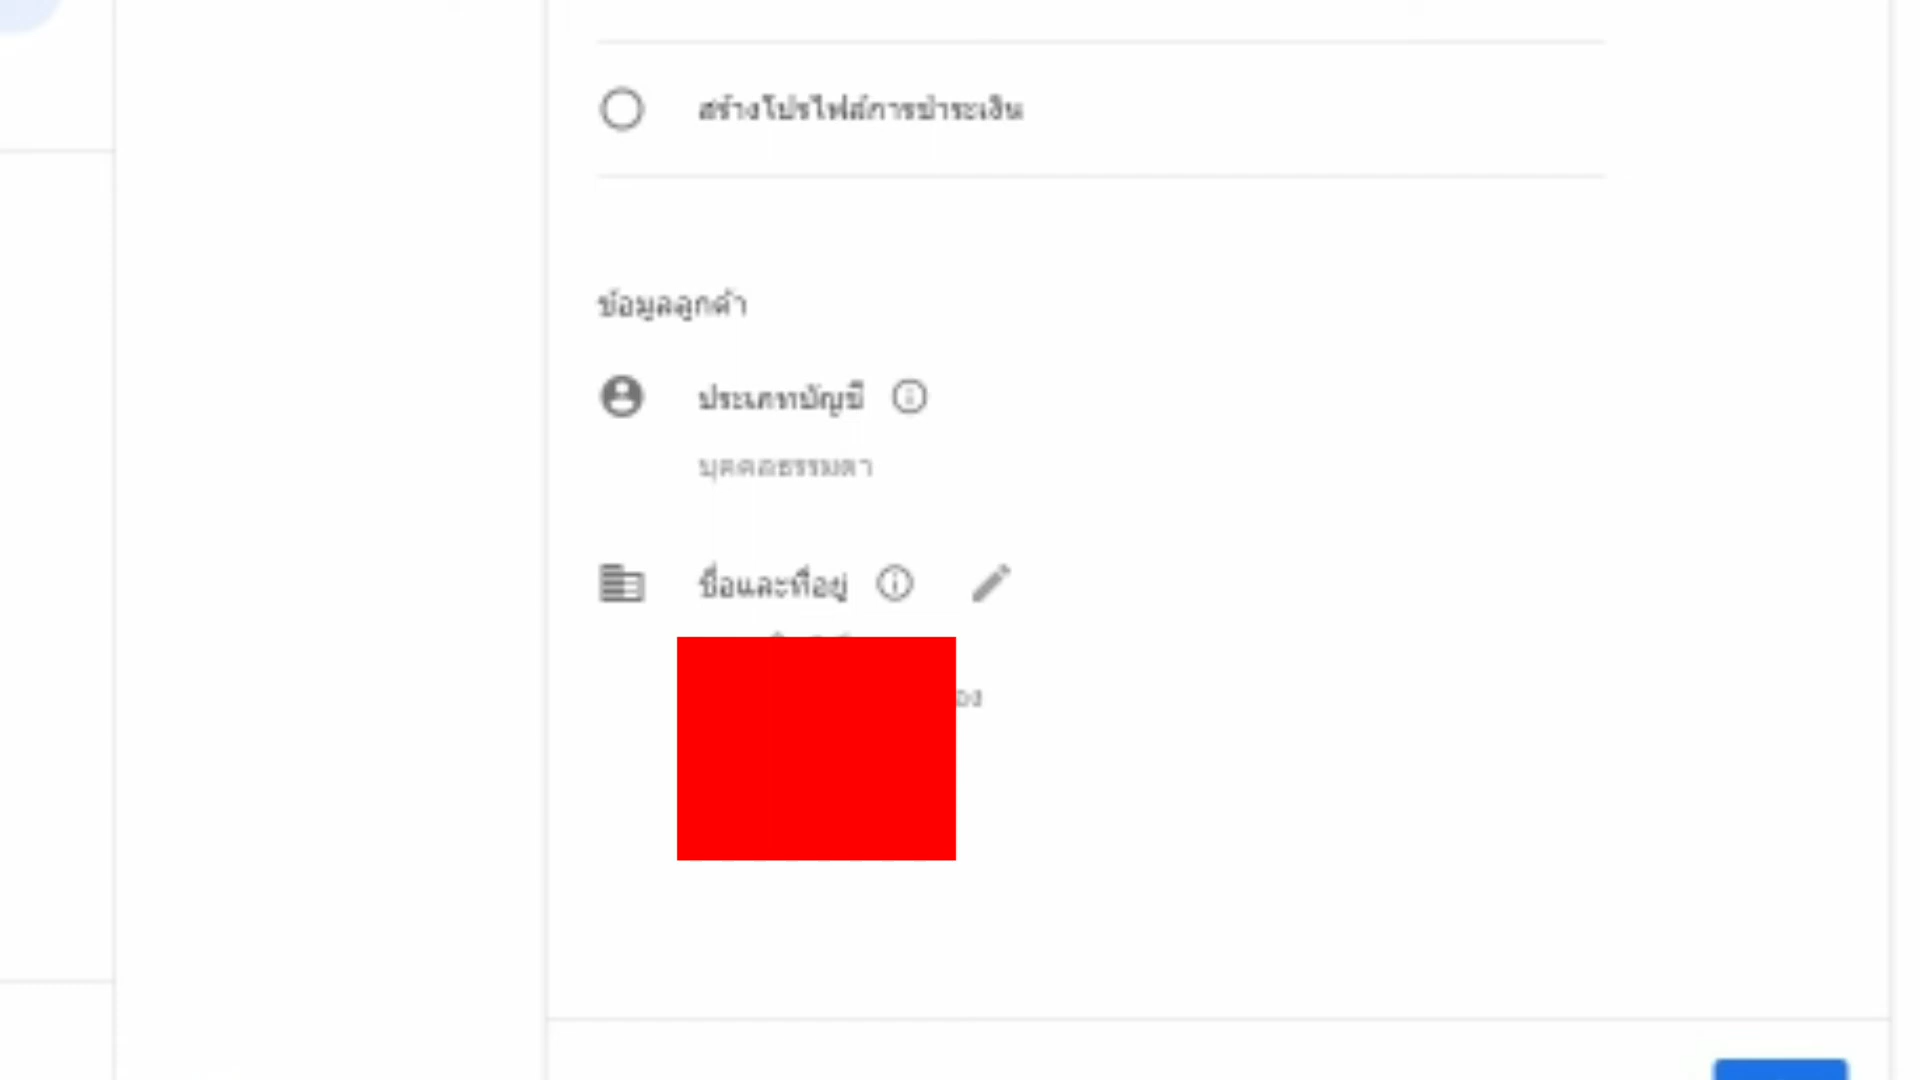 สร้างโปรไฟล์การชำระเงิน
ข้อมูลลูกค้า
ประเภทบัญชี
บุคคลธรรมดา
ชื่อและที่อยู่